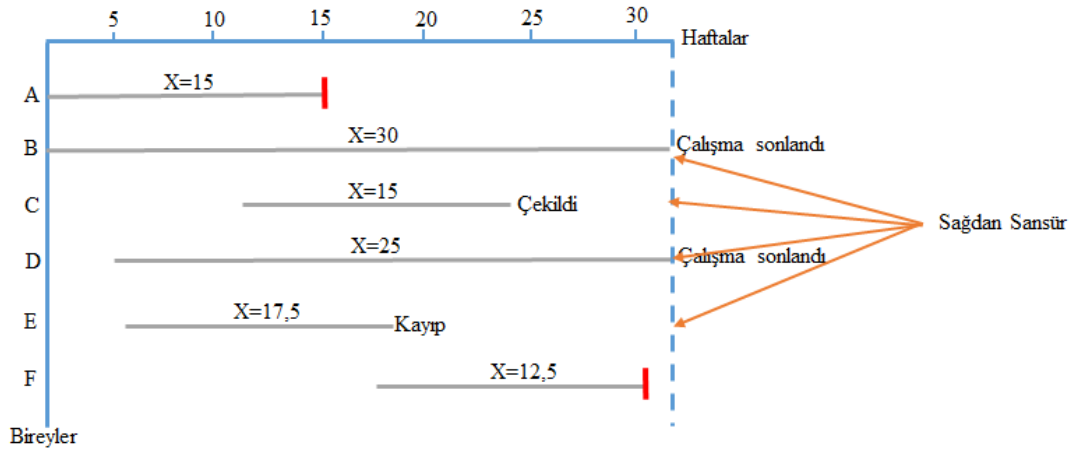 5 10 15 20 25 30
Haftalar
A X=15
B X=30 Çalışma sonlandı
C X=15 Çekildi
Sağdan Sansür
D X=25 Çalışma sonlandı
E X=17,5 Kayıp
F X=12,5
Bireyler